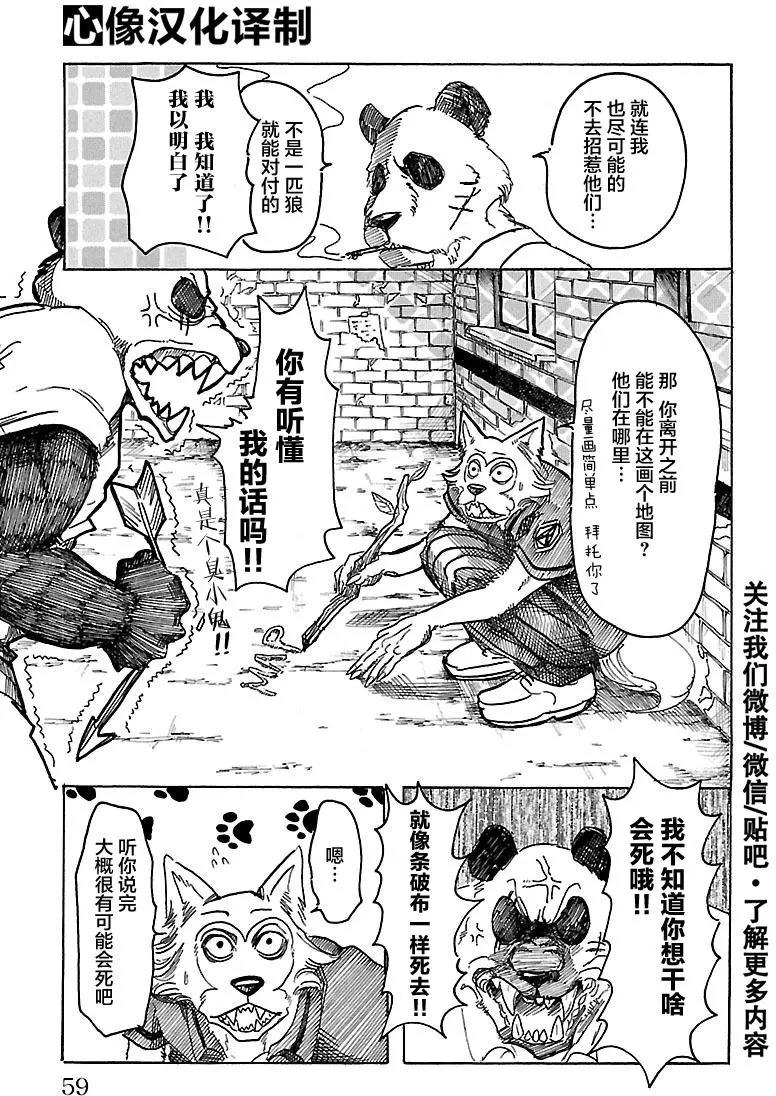 心像汉化译制
就连我
也尽可能的
不去招惹他们…
不是一匹狼
就能对付的
我 我知道了!!
我以明白了
那 你离开之前
能不能在这画个地图?
他们在哪里…
尽量画简单点 拜托你了
你有听懂
我的话吗!!
真是个臭小鬼!!
MAP
我不知道你想干啥
会死哦!!
就像条破布一样死去!!
嗯…
听你说完
大概很有可能会死吧
关注我们微博/微信/贴吧·了解更多内容
59